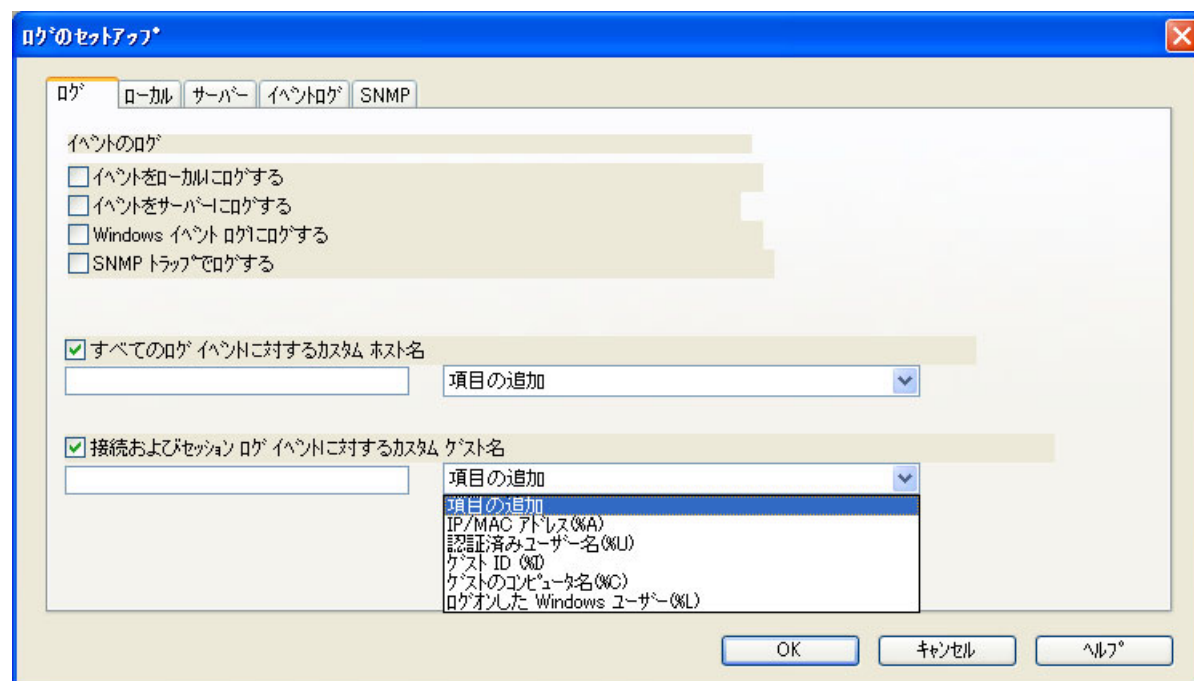 ﾛｸﾞのｾｯﾄｱｯﾌﾟ
ﾛｸﾞ ﾛｰｶﾙ ｻｰﾊﾞｰ ｲﾍﾞﾝﾄﾛｸﾞ SNMP
ｲﾍﾞﾝﾄのﾛｸﾞ
ｲﾍﾞﾝﾄをﾛｰｶﾙにﾛｸﾞする
ｲﾍﾞﾝﾄをｻｰﾊﾞｰにﾛｸﾞする
Windows ｲﾍﾞﾝﾄ ﾛｸﾞにﾛｸﾞする
SNMP ﾄﾗｯﾌﾟでﾛｸﾞする
すべてのﾛｸﾞ ｲﾍﾞﾝﾄに対するｶｽﾀﾑ ﾎｽﾄ名
項目の追加
接続およびｾｯｼｮﾝ ﾛｸﾞ ｲﾍﾞﾝﾄに対するｶｽﾀﾑ ｹﾞｽﾄ名
項目の追加
項目の追加
IP/MAC ｱﾄﾞﾚｽ(%A)
認証済みﾕｰｻﾞｰ名(%U)
ｹﾞｽﾄ ID (%I)
ｹﾞｽﾄのｺﾝﾋﾟｭｰﾀ名(%C)
ﾛｸﾞｵﾝした Windows ﾕｰｻﾞｰ(%L)
OK ｷｬﾝｾﾙ ﾍﾙﾌﾟ